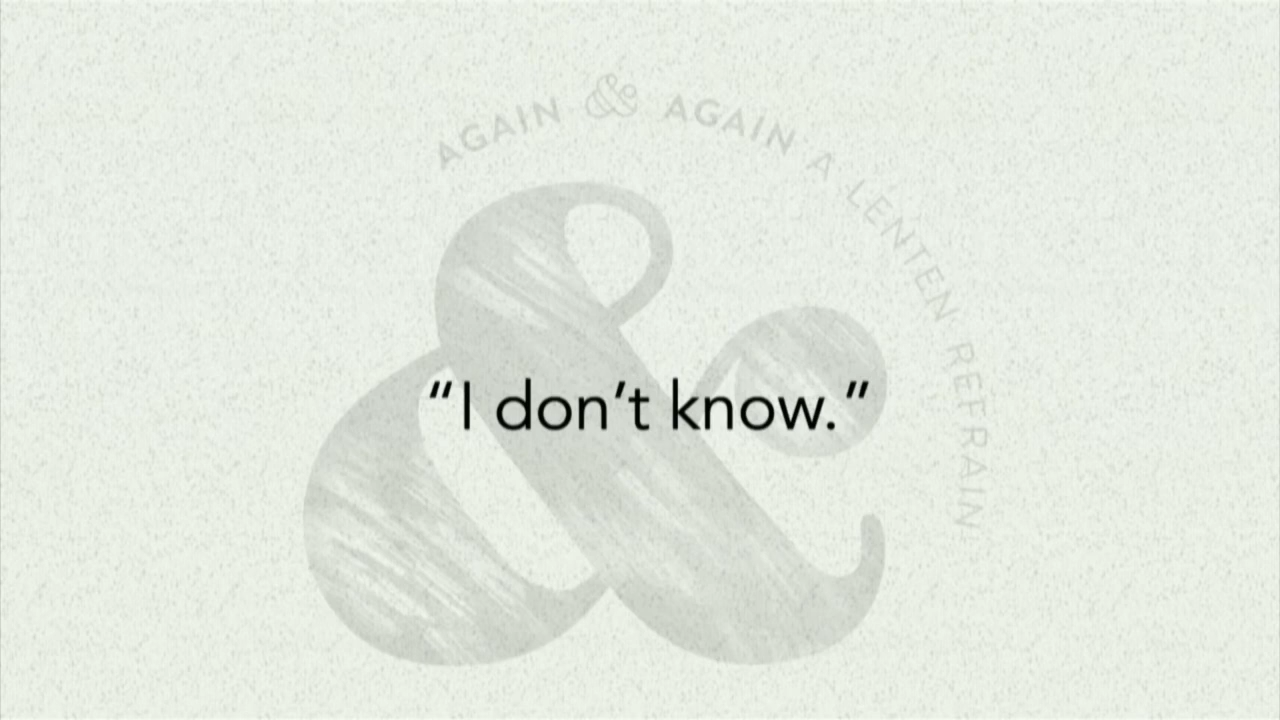 AGAIN & AGAIN A LENTEN REFRAIN
&
“I don’t know.”